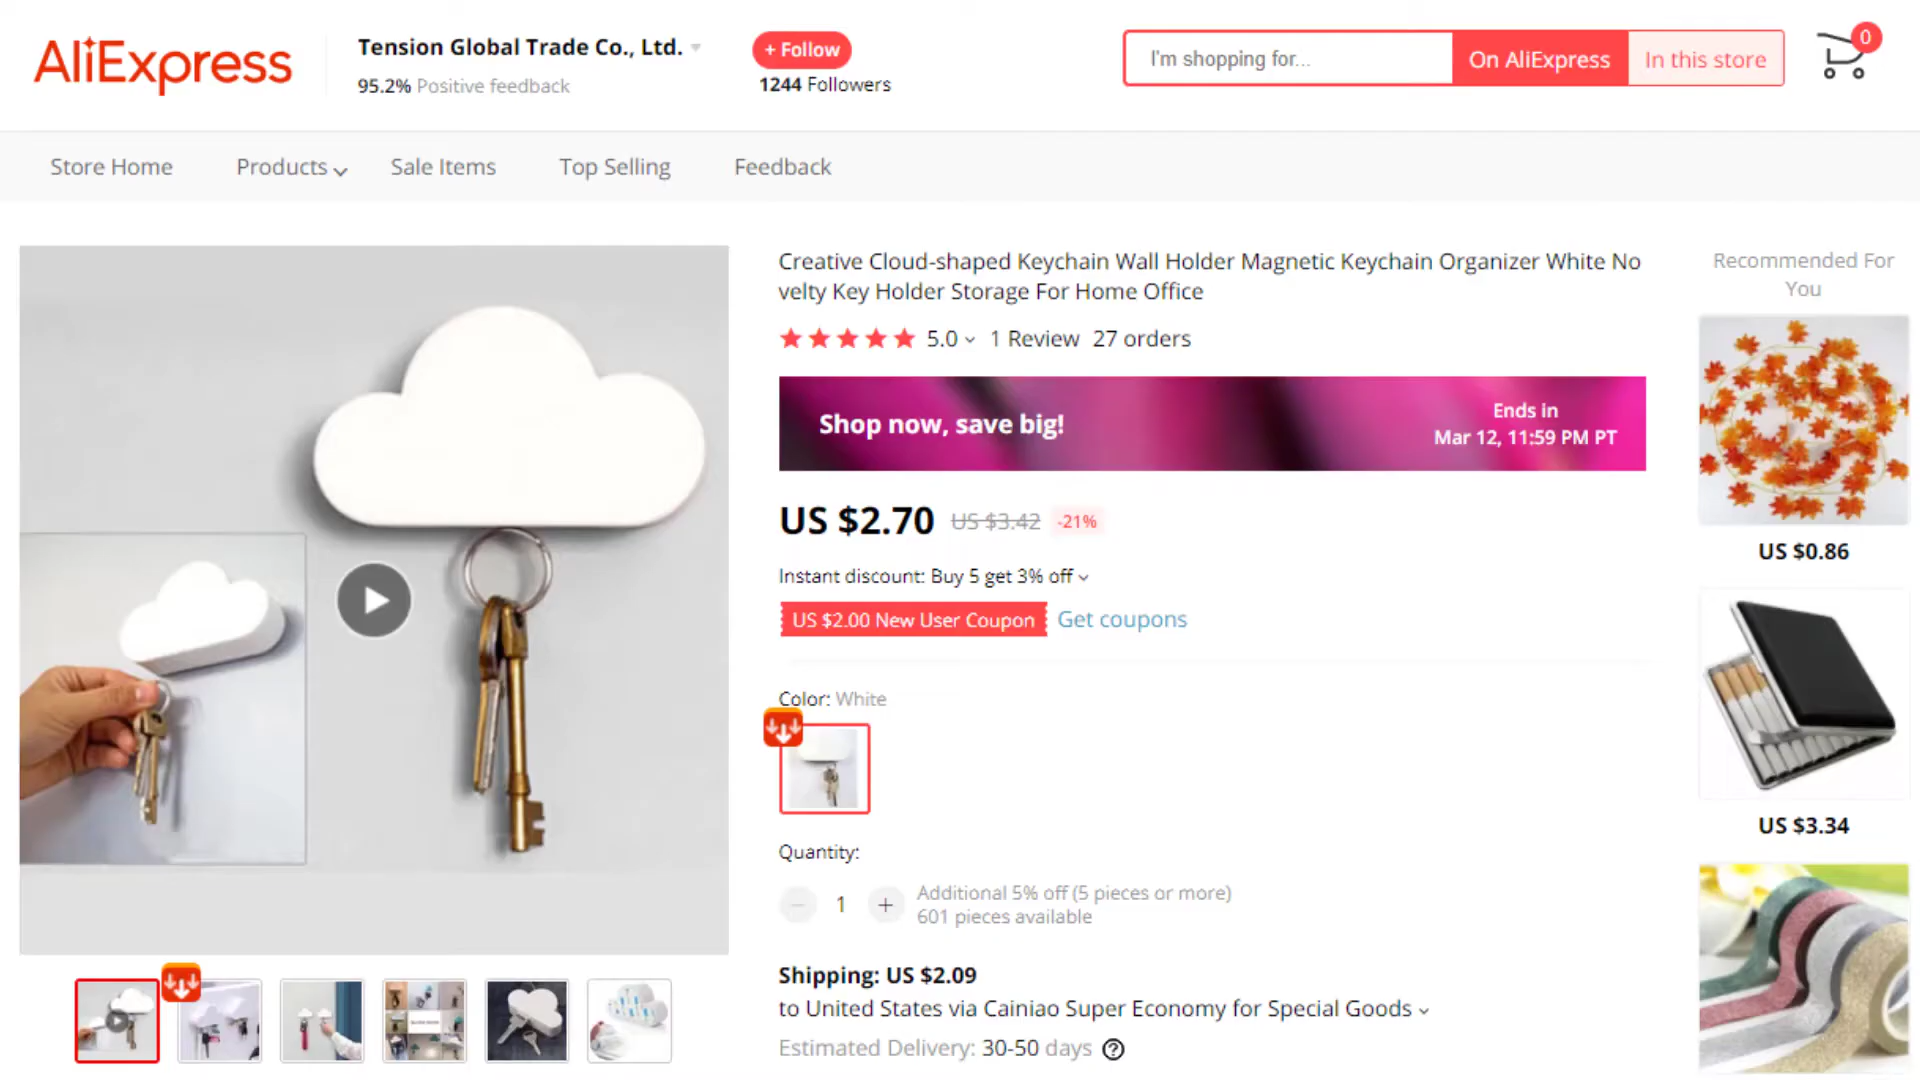 AliExpress
Tension Global Trade Co., Ltd.
95.2% Positive feedback
+ Follow
1244 Followers
I'm shopping for...
On AliExpress
In this store
0
Store Home
Products
Sale Items
Top Selling
Feedback
Creative Cloud-shaped Keychain Wall Holder Magnetic Keychain Organizer White No
velty Key Holder Storage For Home Office
5.0
1 Review
27 orders
Shop now, save big!
Ends in
Mar 12, 11:59 PM PT
US $2.70
US $3.42
-21%
Instant discount: Buy 5 get 3% off
US $2.00 New User Coupon
Get coupons
Color: White
Quantity:
1
Additional 5% off (5 pieces or more)
601 pieces available
Shipping: US $2.09
to United States via Cainiao Super Economy for Special Goods
Estimated Delivery: 30-50 days
Recommended For
You
US $0.86
US $3.34